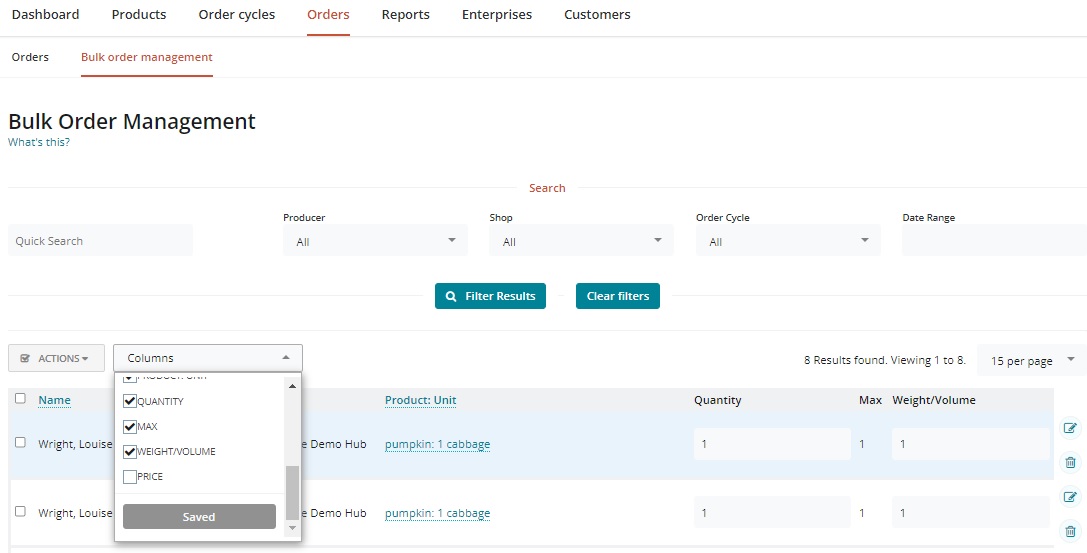 Dashboard Products Order cycles Orders Reports Enterprises Customers
Orders Bulk order management
Bulk Order Management
What's this?
Search
Producer Shop Order Cycle Date Range
Quick Search All All All
Filter Results Clear filters
ACTIONS Columns 8 Results found. Viewing 1 to 8. 15 per page
PRODUCT: UNIT
Name Product: Unit Quantity Max Weight/Volume
QUANTITY
MAX
Wright, Louise e Demo Hub pumpkin: 1 cabbage 1 1 1
WEIGHT/VOLUME
PRICE
Saved
Wright, Louise e Demo Hub pumpkin: 1 cabbage 1 1 1